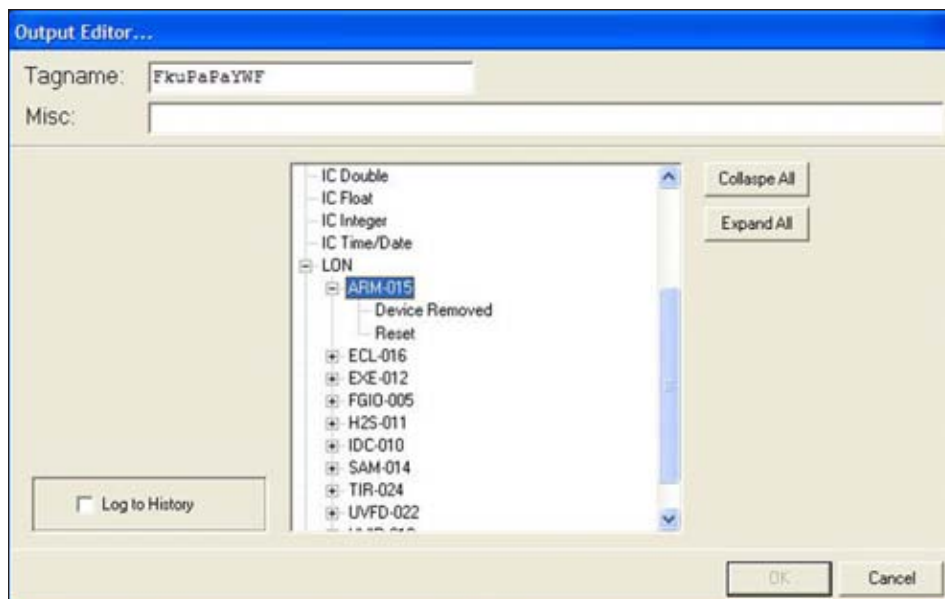 Output Editor...
Tagname: FkuPaPaYWF
Misc:
IC Double
IC Float
IC Integer
IC Time/Date
LON
ARM-015
Device Removed
Reset
ECL-016
EXE-012
FGIO-005
H2S-011
IDC-010
SAM-014
TIR-024
UVFD-022
Collaspe All
Expand All
Log to History
OK Cancel